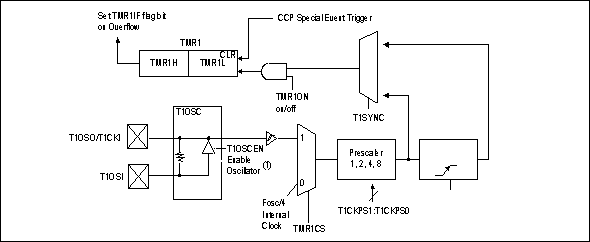 Set TMR1IF flag bit
on Overflow
CCP Special Event Trigger
TMR1
CLR
TMR1H
TMR1L
TMR1ON
on/off
T1SYNC
T1OSC
T1OSO/T1CKI
T1OSCEN
Enable
Oscillator (1)
T1OSI
1
0
Prescaler
1, 2, 4, 8
Fosc/4
Internal
Clock
TMR1CS
T1CKPS1:T1CKPS0